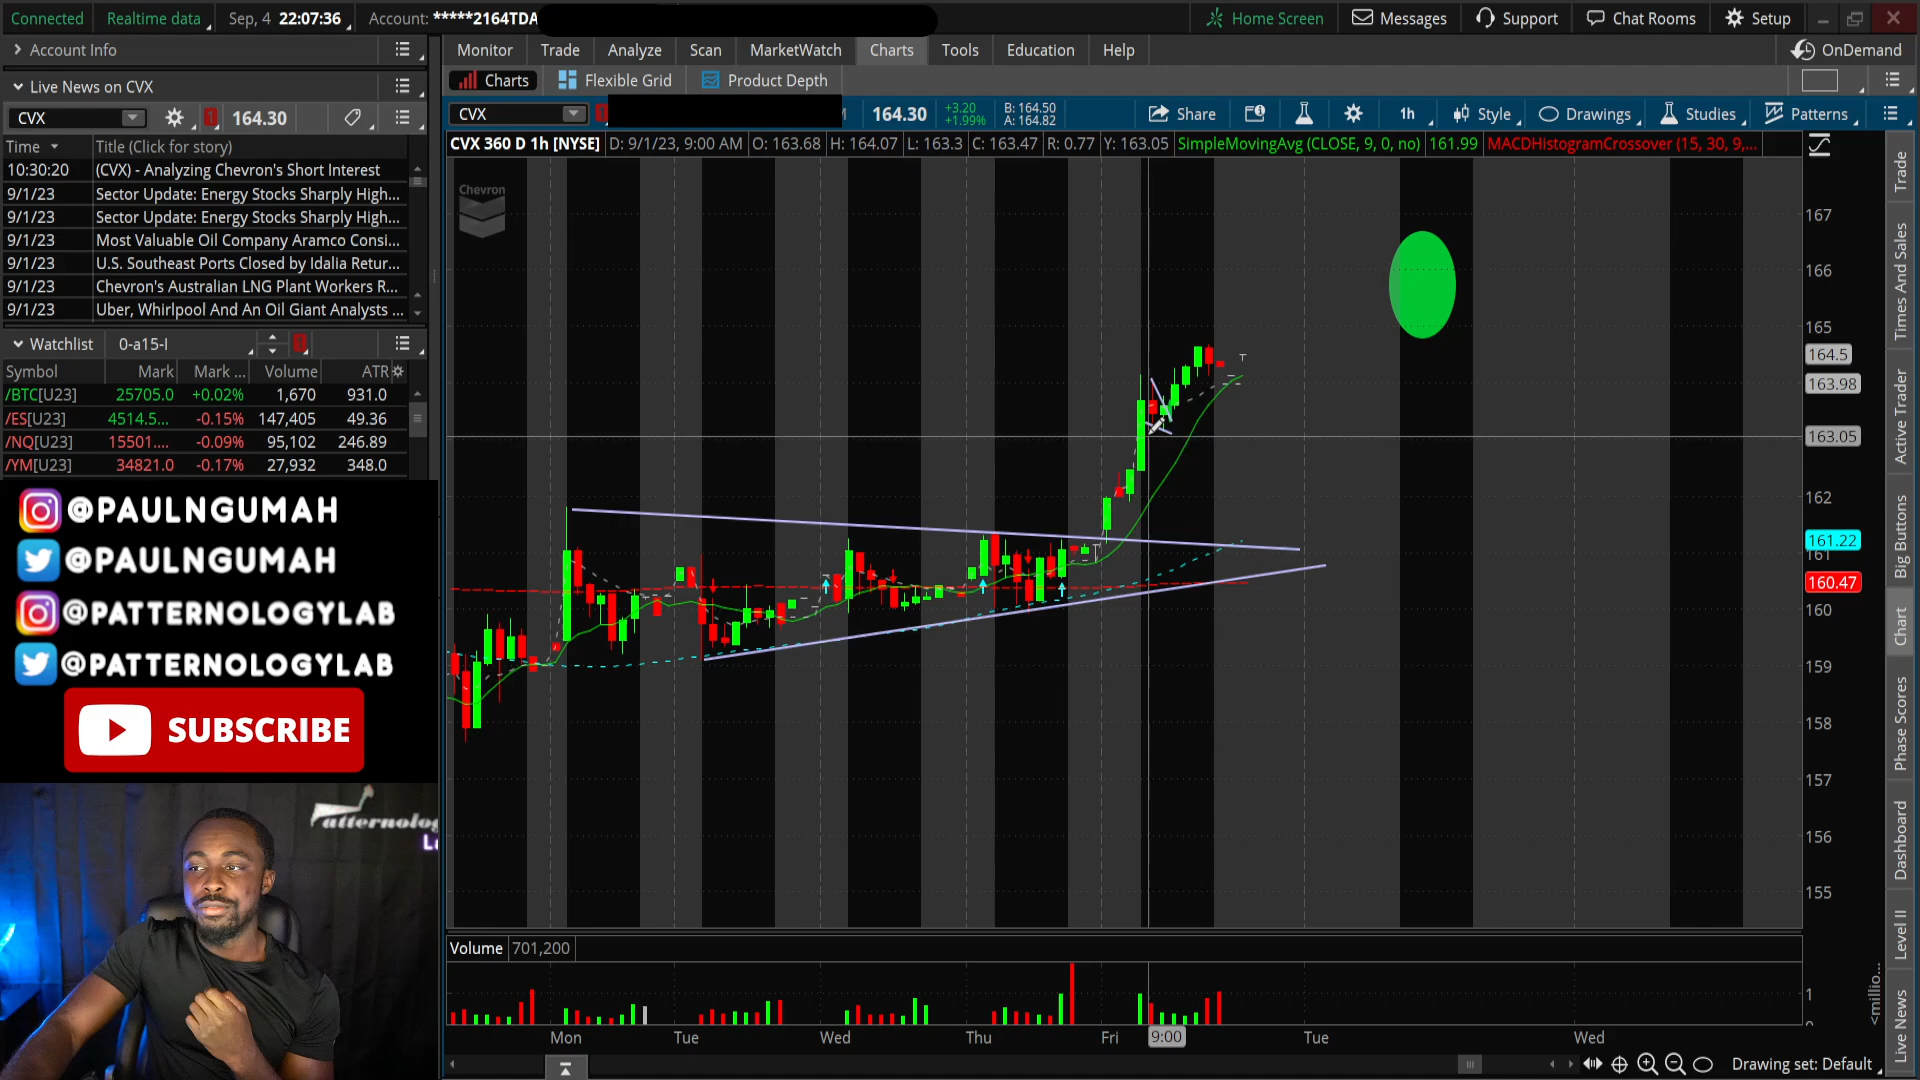 Connected Realtime data Sep, 4 22:07:36 Account: *****2164TDA Home Screen Messages Support Chat Rooms Setup
Account Info
Monitor Trade Analyze Scan MarketWatch Charts Tools Education Help OnDemand
Live News on CVX
Charts Flexible Grid Product Depth
CVX 1 164.30
CVX 164.30 +3.20 +1.99% B: 164.50 A: 164.82 Share 1h Style Drawings Studies Patterns
CVX 360 D 1h [NYSE] D: 9/1/23, 9:00 AM O: 163.68 H: 164.07 L: 163.3 C: 163.47 R: 0.77 Y: 163.05 SimpleMovingAvg (CLOSE, 9, 0, no) 161.99 MACDHistogramCrossover (15, 30, 9,...
Time Title (Click for story)
10:30:20 (CVX) - Analyzing Chevron's Short Interest
9/1/23 Sector Update: Energy Stocks Sharply High...
9/1/23 Sector Update: Energy Stocks Sharply High...
9/1/23 Most Valuable Oil Company Aramco Consi...
9/1/23 U.S. Southeast Ports Closed by Idalia Retur...
9/1/23 Chevron's Australian LNG Plant Workers R...
9/1/23 Uber, Whirlpool And An Oil Giant Analysts ...
Watchlist 0-a15-I
Symbol Mark Mark ... Volume ATR
/BTC[U23] 25705.0 +0.02% 1,670 931.0
/ES[U23] 4514.5... -0.15% 147,405 49.36
/NQ[U23] 15501.... -0.09% 95,102 246.89
/YM[U23] 34821.0 -0.17% 27,932 348.0
@PAULNGUMAH
@PAULNGUMAH
@PATTERNOLOGYLAB
@PATTERNOLOGYLAB
SUBSCRIBE
atternolo
Chevron
167
166
165
164.5
163.98
163.05
162
161.22
161
160.47
160
159
158
157
156
155
Volume 701,200
1
<millio...
Mon Tue Wed Thu Fri 9:00 Tue Wed
Drawing set: Default
Trade
Times And Sales
Active Trader
Big Buttons
Chart
Phase Scores
Dashboard
Level II
Live News